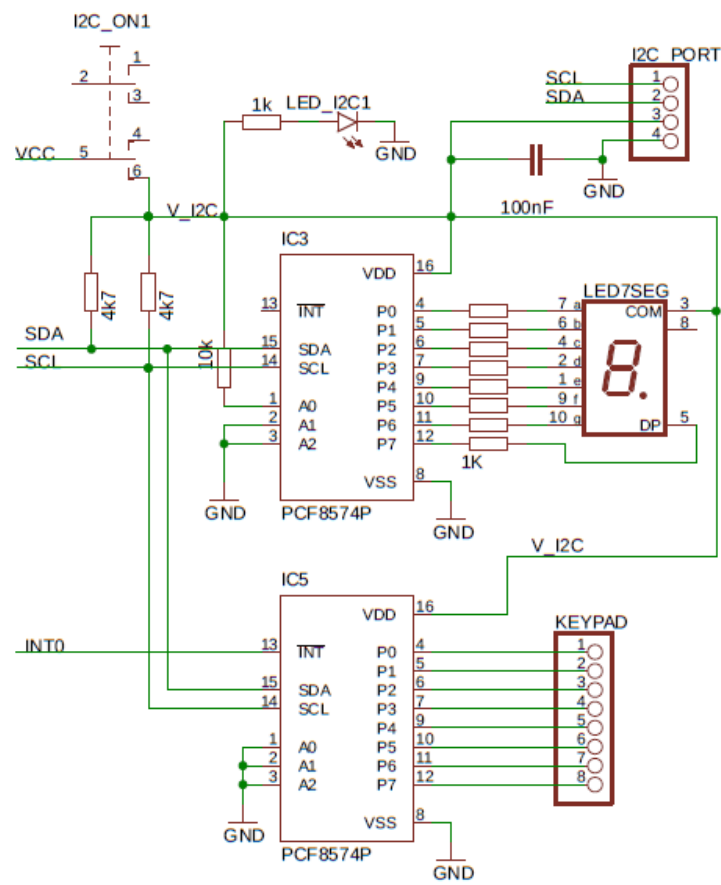 I2C_ON1
1
2
3
4
VCC 5
6
1k LED_I2C1
GND
I2C PORT
SCL 1
SDA 2
3
4
GND
100nF
V_I2C
4k7 4k7
SDA
SCL
10k
IC3
VDD 16
13 INT P0 4
P1 5
15 SDA P2 6
14 SCL P3 7
P4 9
1 A0 P5 10
2 A1 P6 11
3 A2 P7 12
VSS 8
PCF8574P
GND
GND
1K
LED7SEG
7 a COM 3
6 b 8
4 c
2 d
1 e
9 f
10 g DP 5
8.
V_I2C
IC5
VDD 16
INT0 13 INT P0 4
P1 5
15 SDA P2 6
14 SCL P3 7
P4 9
1 A0 P5 10
2 A1 P6 11
3 A2 P7 12
VSS 8
PCF8574P
GND
GND
KEYPAD
1
2
3
4
5
6
7
8